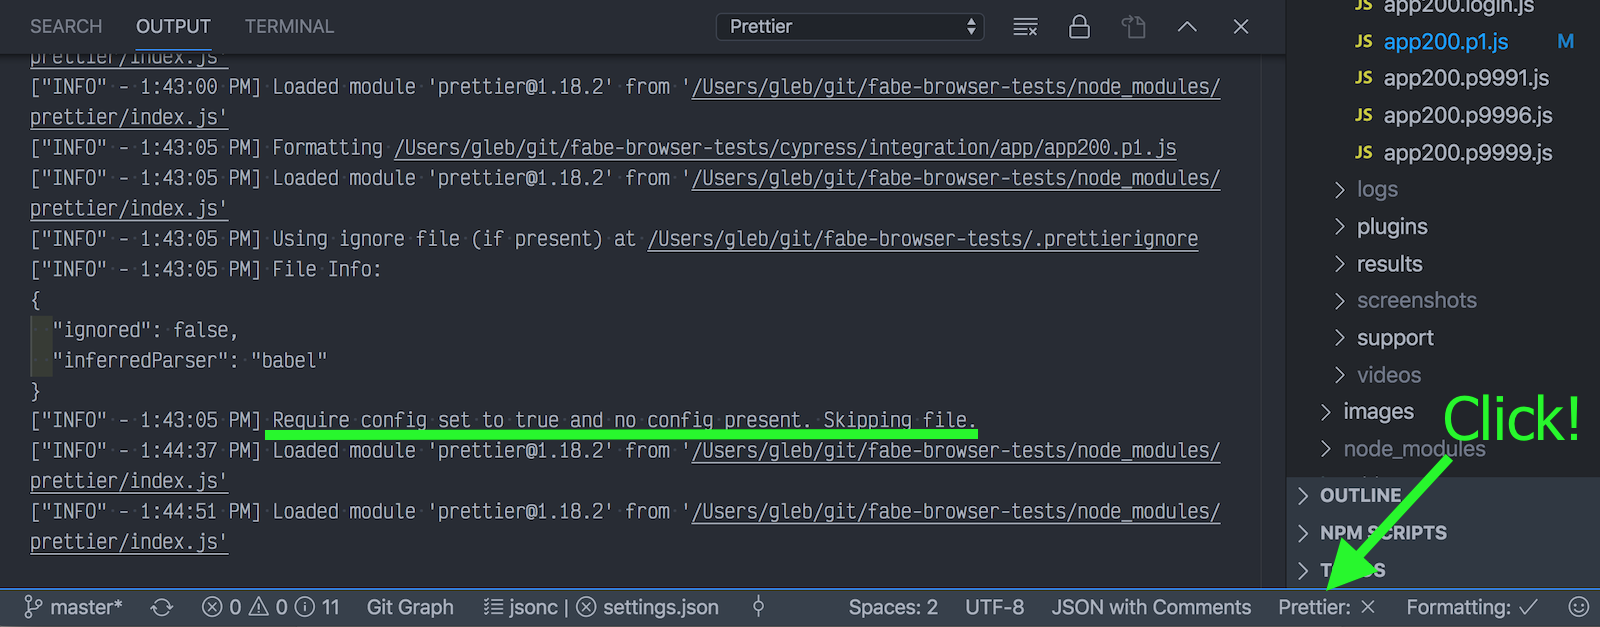 SEARCH OUTPUT TERMINAL Prettier
prettier/index.js'
["INFO" - 1:43:00 PM] Loaded module 'prettier@1.18.2' from '/Users/gleb/git/fabe-browser-tests/node_modules/
prettier/index.js'
["INFO" - 1:43:05 PM] Formatting /Users/gleb/git/fabe-browser-tests/cypress/integration/app/app200.p1.js
["INFO" - 1:43:05 PM] Loaded module 'prettier@1.18.2' from '/Users/gleb/git/fabe-browser-tests/node_modules/
prettier/index.js'
["INFO" - 1:43:05 PM] Using ignore file (if present) at /Users/gleb/git/fabe-browser-tests/.prettierignore
["INFO" - 1:43:05 PM] File Info:
{
"ignored": false,
"inferredParser": "babel"
}
["INFO" - 1:43:05 PM] Require config set to true and no config present. Skipping file.
["INFO" - 1:44:37 PM] Loaded module 'prettier@1.18.2' from '/Users/gleb/git/fabe-browser-tests/node_modules/
prettier/index.js'
["INFO" - 1:44:51 PM] Loaded module 'prettier@1.18.2' from '/Users/gleb/git/fabe-browser-tests/node_modules/
prettier/index.js'
JS app200.login.js
JS app200.p1.js M
JS app200.p9991.js
JS app200.p9996.js
JS app200.p9999.js
logs
plugins
results
screenshots
support
videos
images
Click!
node_modules
OUTLINE
NPM SCRIPTS
master* 0 0 11 Git Graph jsonc | settings.json Spaces: 2 UTF-8 JSON with Comments Prettier: × Formatting: ✓